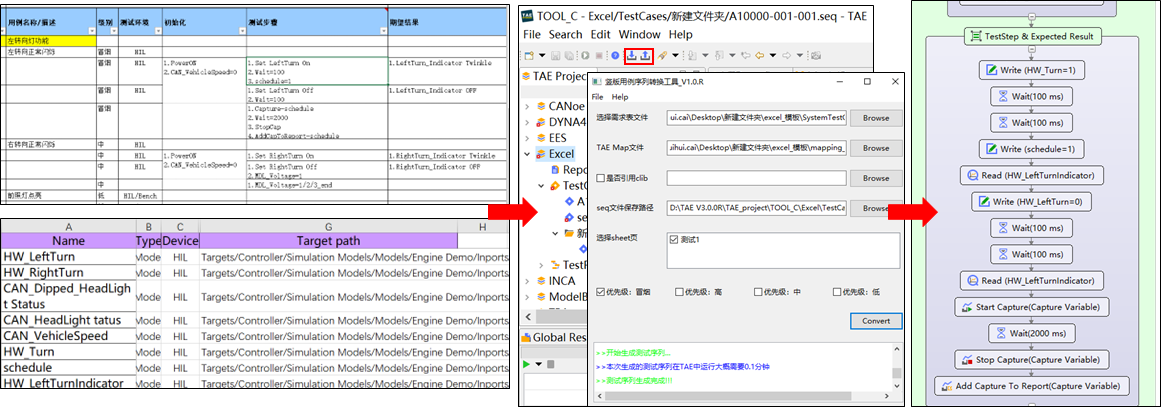 用例名称/描述 级别 测试环境 初始化 测试步骤 期望结果
左转向灯功能
左转向正常闪烁 冒烟 HIL
冒烟 HIL 1.PowerON 1.Set LeftTurn On 1.LeftTurn_Indicator Twinkle
2.CAN_VehicleSpeed=0 2.Wait=100
3.schedule=1
冒烟 1.Set LeftTurn Off 1.LeftTurn_Indicator OPP
2.Wait=100
冒烟 1.Capture-schedule
2.Wait=2000
3.StopCap
4.AddCapToReport-schedule
右转向正常闪烁 中 HIL
中 HIL 1.PowerON 1.Set RightTurn On 1.RightTurn_Indicator Twinkle
中 HIL 2.CAN_VehicleSpeed=0 1.Set RightTurn Off 1.RightTurn_Indicator OPP
2.MDL_Voltage=1
中 1.MDL_Voltage=1/2/3_end
前照灯点亮 低 HIL/Bench
A B C G H
Name Type Device Target path
HW_LeftTurn Mode HIL Targets/Controller/Simulation Models/Models/Engine Demo/Inports
HW_RightTurn Mode HIL Targets/Controller/Simulation Models/Models/Engine Demo/Inports
CAN_Dipped_HeadLigh
t Status Mode HIL Targets/Controller/Simulation Models/Models/Engine Demo/Inports
CAN_HeadLight tatus Mode HIL Targets/Controller/Simulation Models/Models/Engine Demo/Inports
CAN_VehicleSpeed Mode HIL Targets/Controller/Simulation Models/Models/Engine Demo/Inports
HW_Turn Mode HIL Targets/Controller/Simulation Models/Models/Engine Demo/Inports
schedule Mode HIL Targets/Controller/Simulation Models/Models/Engine Demo/Inports
HW_LeftTurnIndicator Mode HIL Targets/Controller/Simulation Models/Models/Engine Demo/Inports
TAE TOOL_C - Excel/TestCases/新建文件夹/A10000-001-001.seq - TAE
File Search Edit Window Help
TAE Project
CANoe
DYNA4
EES
Excel
Repo
TestC
A1
se
新
TestR
INCA
ModelB
Global Res
竖版用例序列转换工具_V1.0.R
File Help
选择需求表文件 ui.cai\Desktop\新建文件夹\excel_模板\SystemTest Browse
TAE Map文件 jihui.cai\Desktop\新建文件夹\excel_模板\mapping_ Browse
是否引用clib Browse
seq文件保存路径 D:\TAE V3.0.0R\TAE_project\TOOL_C\Excel\TestCa Browse
选择sheet页 测试1
优先级：冒烟 优先级：高 优先级：中 优先级：低
Convert
>>开始生成测试序列...
>>本次生成的测试序列在TAE中运行大概需要0.1分钟
>>测试序列生成完成!!!
TestStep & Expected Result
Write (HW_Turn=1)
Wait(100 ms)
Wait(100 ms)
Write (schedule=1)
Read (HW_LeftTurnIndicator)
Write (HW_LeftTurn=0)
Wait(100 ms)
Wait(100 ms)
Read (HW_LeftTurnIndicator)
Start Capture(Capture Variable)
Wait(2000 ms)
Stop Capture(Capture Variable)
Add Capture To Report(Capture Variable)